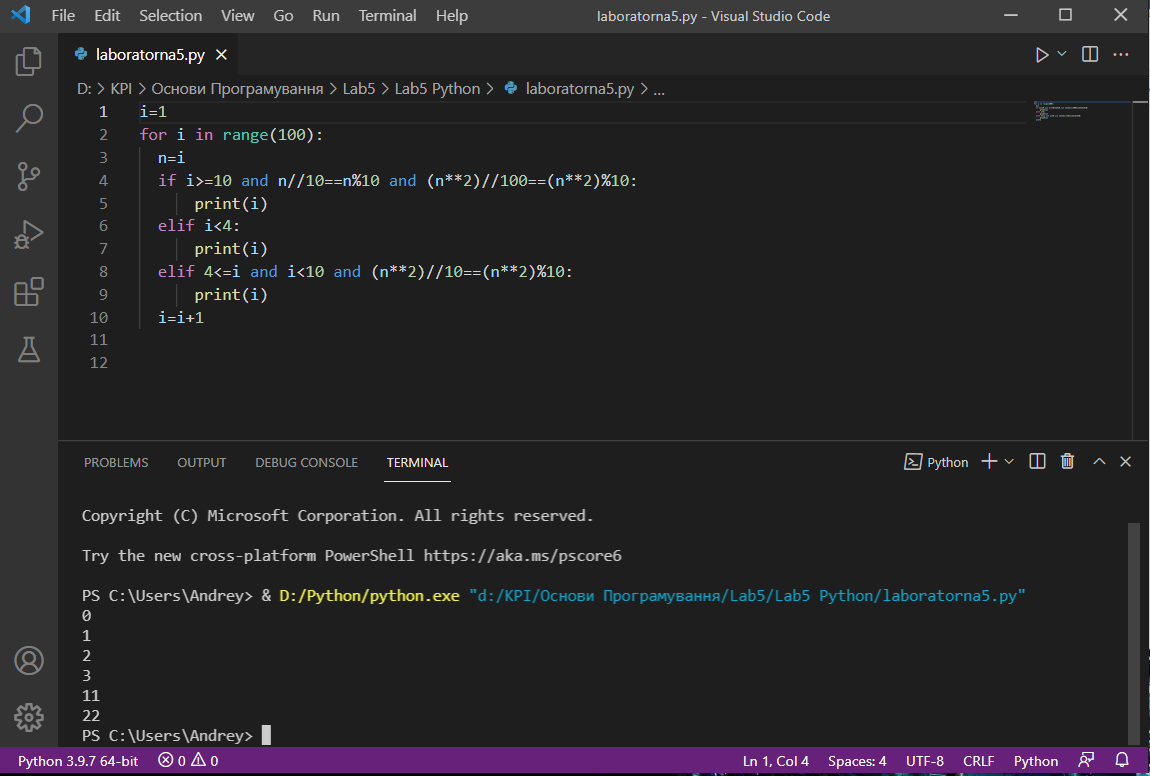 File Edit Selection View Go Run Terminal Help laboratorna5.py - Visual Studio Code
laboratorna5.py
D: > KPI > Основи Програмування > Lab5 > Lab5 Python > laboratorna5.py > ...
1 i=1
2 for i in range(100):
3 n=i
4 if i>=10 and n//10==n%10 and (n**2)//100==(n**2)%10:
5 print(i)
6 elif i<4:
7 print(i)
8 elif 4<=i and i<10 and (n**2)//10==(n**2)%10:
9 print(i)
10 i=i+1
11
12
PROBLEMS OUTPUT DEBUG CONSOLE TERMINAL Python
Copyright (C) Microsoft Corporation. All rights reserved.
Try the new cross-platform PowerShell https://aka.ms/pscore6
PS C:\Users\Andrey> & D:/Python/python.exe "d:/KPI/Основи Програмування/Lab5/Lab5 Python/laboratorna5.py"
0
1
2
3
11
22
PS C:\Users\Andrey>
Python 3.9.7 64-bit 0 0 Ln 1, Col 4 Spaces: 4 UTF-8 CRLF Python